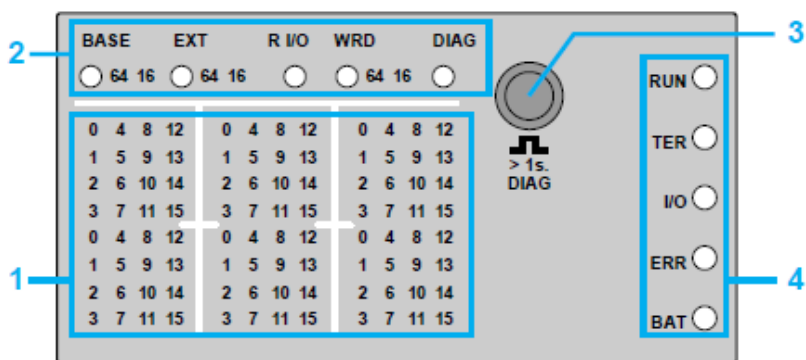 BASE EXT R I/O WRD DIAG
64 16 64 16 64 16
2
3
0 4 8 12 0 4 8 12 0 4 8 12
1 5 9 13 1 5 9 13 1 5 9 13
2 6 10 14 2 6 10 14 2 6 10 14
3 7 11 15 3 7 11 15 3 7 11 15
0 4 8 12 0 4 8 12 0 4 8 12
1 5 9 13 1 5 9 13 1 5 9 13
2 6 10 14 2 6 10 14 2 6 10 14
3 7 11 15 3 7 11 15 3 7 11 15
1
> 1s.
DIAG
RUN
TER
I/O
ERR
BAT
4